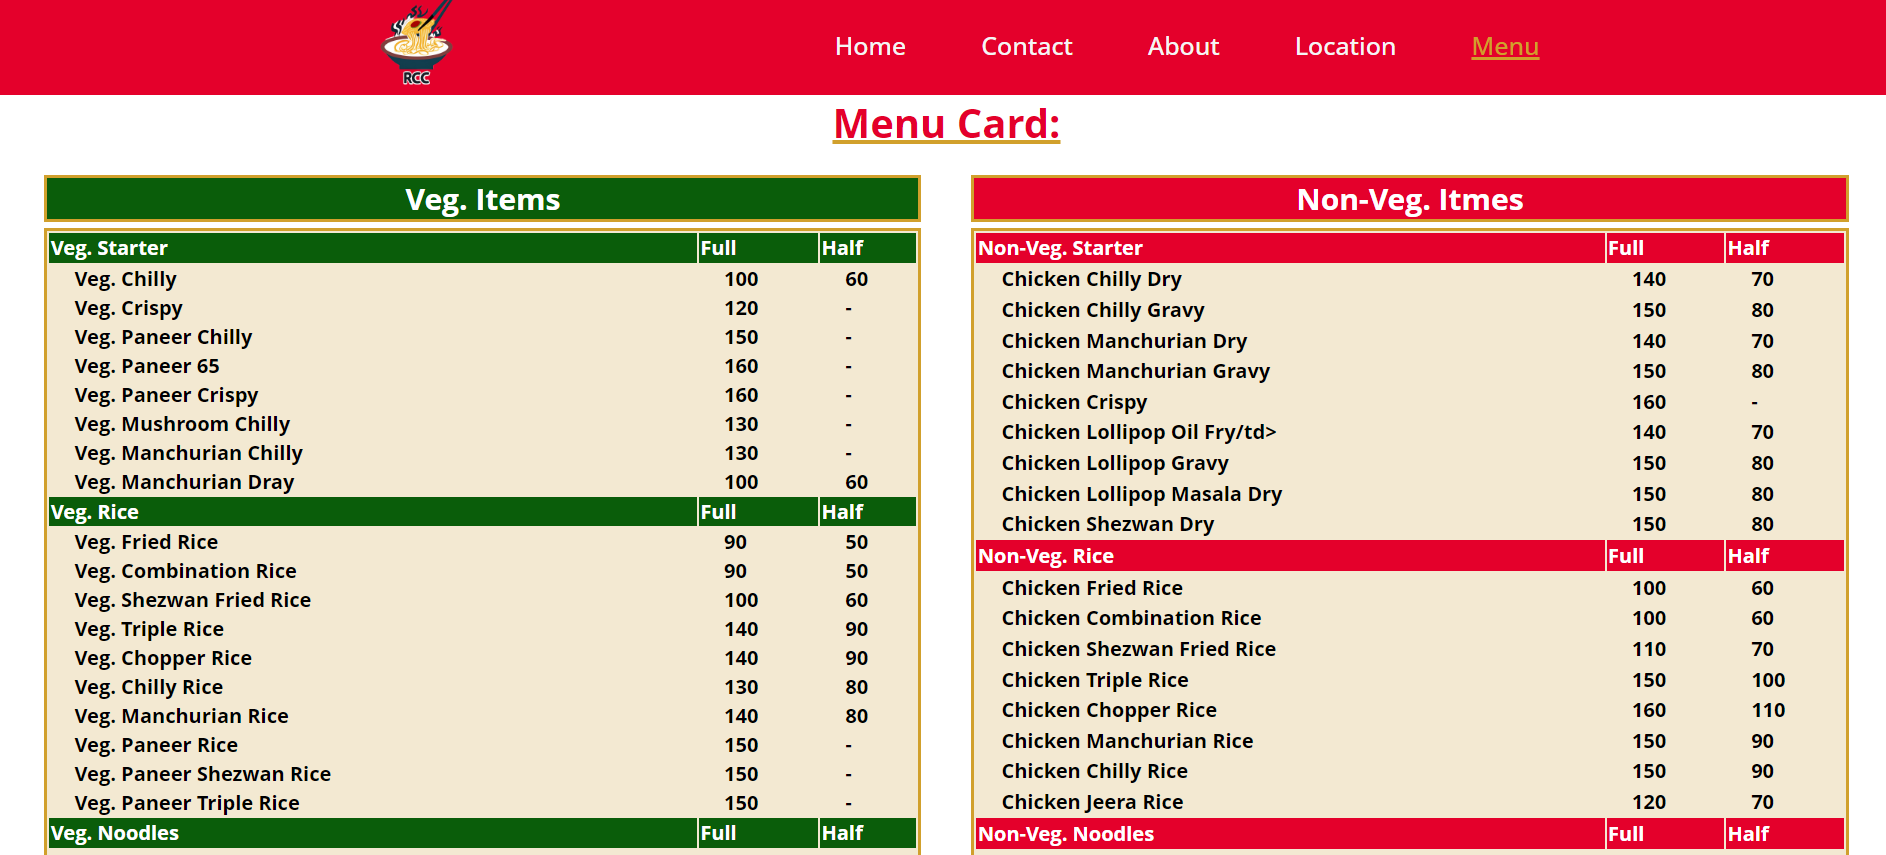 RCC
Home Contact About Location Menu
Menu Card:
Veg. Items
Veg. Starter Full Half
Veg. Chilly 100 60
Veg. Crispy 120 -
Veg. Paneer Chilly 150 -
Veg. Paneer 65 160 -
Veg. Paneer Crispy 160 -
Veg. Mushroom Chilly 130 -
Veg. Manchurian Chilly 130 -
Veg. Manchurian Dray 100 60
Veg. Rice Full Half
Veg. Fried Rice 90 50
Veg. Combination Rice 90 50
Veg. Shezwan Fried Rice 100 60
Veg. Triple Rice 140 90
Veg. Chopper Rice 140 90
Veg. Chilly Rice 130 80
Veg. Manchurian Rice 140 80
Veg. Paneer Rice 150 -
Veg. Paneer Shezwan Rice 150 -
Veg. Paneer Triple Rice 150 -
Veg. Noodles Full Half
Non-Veg. Itmes
Non-Veg. Starter Full Half
Chicken Chilly Dry 140 70
Chicken Chilly Gravy 150 80
Chicken Manchurian Dry 140 70
Chicken Manchurian Gravy 150 80
Chicken Crispy 160 -
Chicken Lollipop Oil Fry/td> 140 70
Chicken Lollipop Gravy 150 80
Chicken Lollipop Masala Dry 150 80
Chicken Shezwan Dry 150 80
Non-Veg. Rice Full Half
Chicken Fried Rice 100 60
Chicken Combination Rice 100 60
Chicken Shezwan Fried Rice 110 70
Chicken Triple Rice 150 100
Chicken Chopper Rice 160 110
Chicken Manchurian Rice 150 90
Chicken Chilly Rice 150 90
Chicken Jeera Rice 120 70
Non-Veg. Noodles Full Half